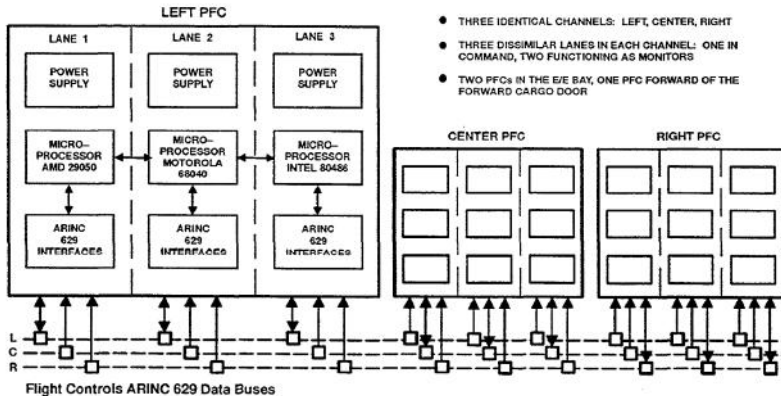 LEFT PFC
LANE 1
LANE 2
LANE 3
POWER
SUPPLY
POWER
SUPPLY
POWER
SUPPLY
MICRO–
PROCESSOR
AMD 29050
MICRO–
PROCESSOR
MOTOROLA
68040
MICRO–
PROCESSOR
INTEL 80486
ARINC
629
INTERFACES
ARINC
629
INTERFACES
ARINC
629
INTERFACES
● THREE IDENTICAL CHANNELS: LEFT, CENTER, RIGHT
● THREE DISSIMILAR LANES IN EACH CHANNEL: ONE IN
COMMAND, TWO FUNCTIONING AS MONITORS
● TWO PFCs IN THE E/E BAY, ONE PFC FORWARD OF THE
FORWARD CARGO DOOR
CENTER PFC
RIGHT PFC
L
C
R
Flight Controls ARINC 629 Data Buses